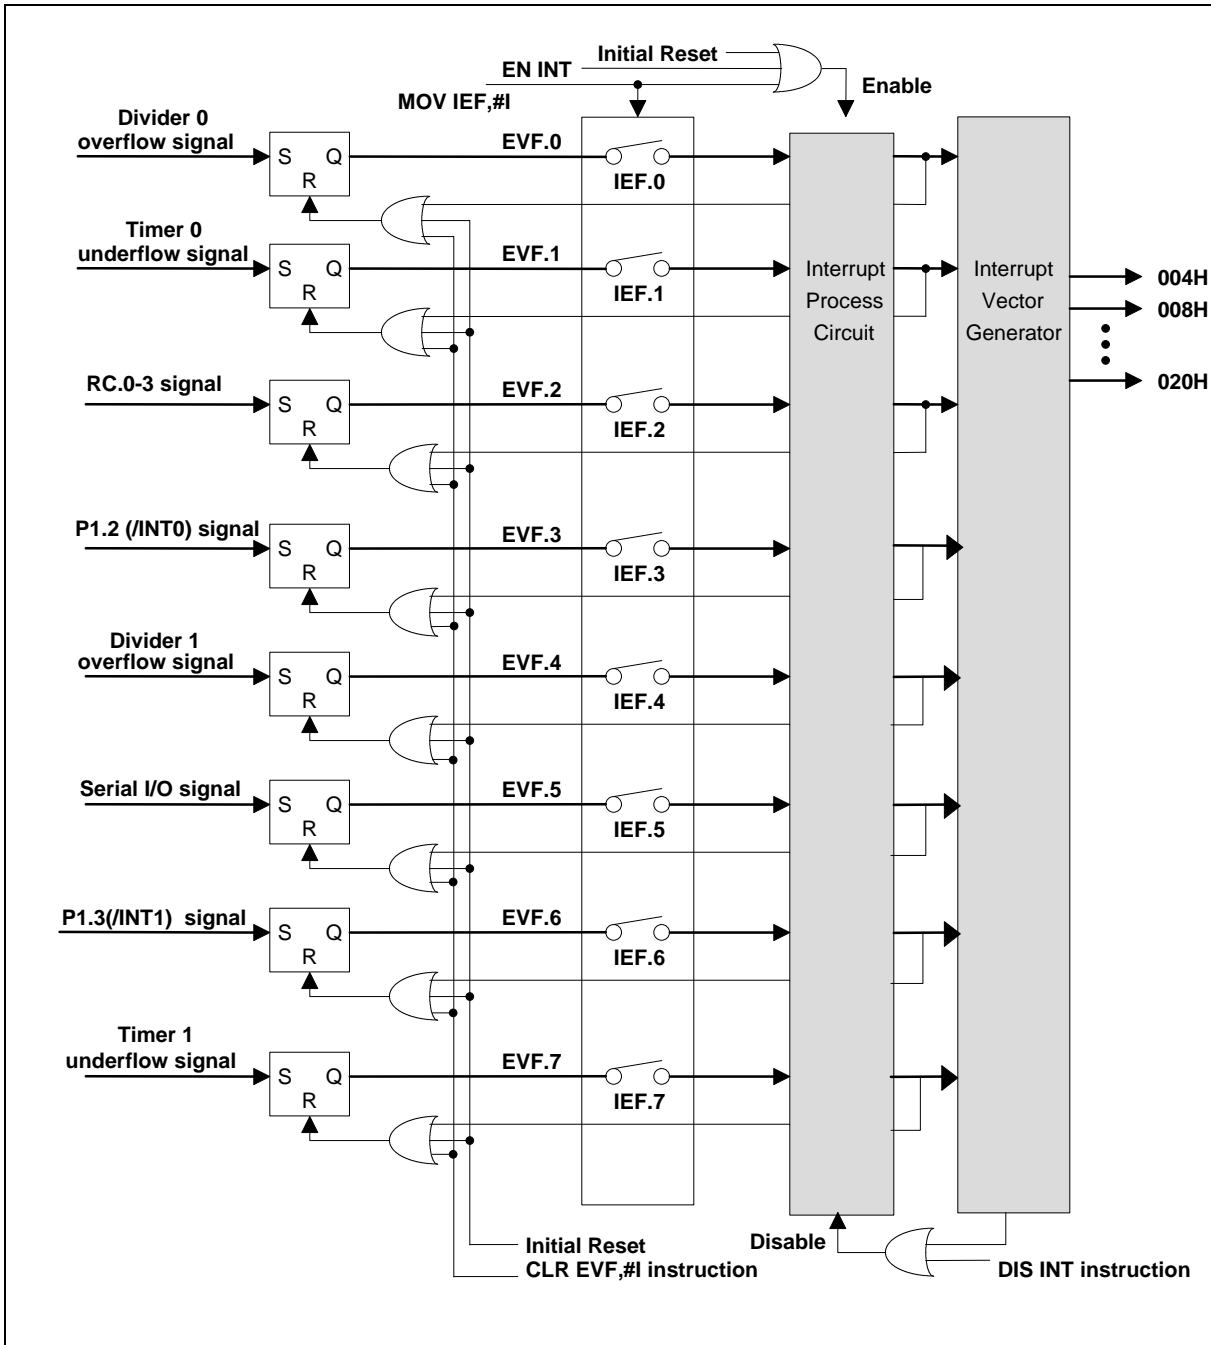 Initial Reset
EN INT
MOV IEF,#I
Enable
Divider 0
overflow signal
S Q
R
EVF.0
IEF.0
Timer 0
underflow signal
S Q
R
EVF.1
IEF.1
Interrupt
Process
Circuit
Interrupt
Vector
Generator
004H
008H
020H
RC.0-3 signal
S Q
R
EVF.2
IEF.2
P1.2 (/INT0) signal
S Q
R
EVF.3
IEF.3
Divider 1
overflow signal
S Q
R
EVF.4
IEF.4
Serial I/O signal
S Q
R
EVF.5
IEF.5
P1.3(/INT1) signal
S Q
R
EVF.6
IEF.6
Timer 1
underflow signal
S Q
R
EVF.7
IEF.7
Initial Reset
CLR EVF,#I instruction
Disable
DIS INT instruction